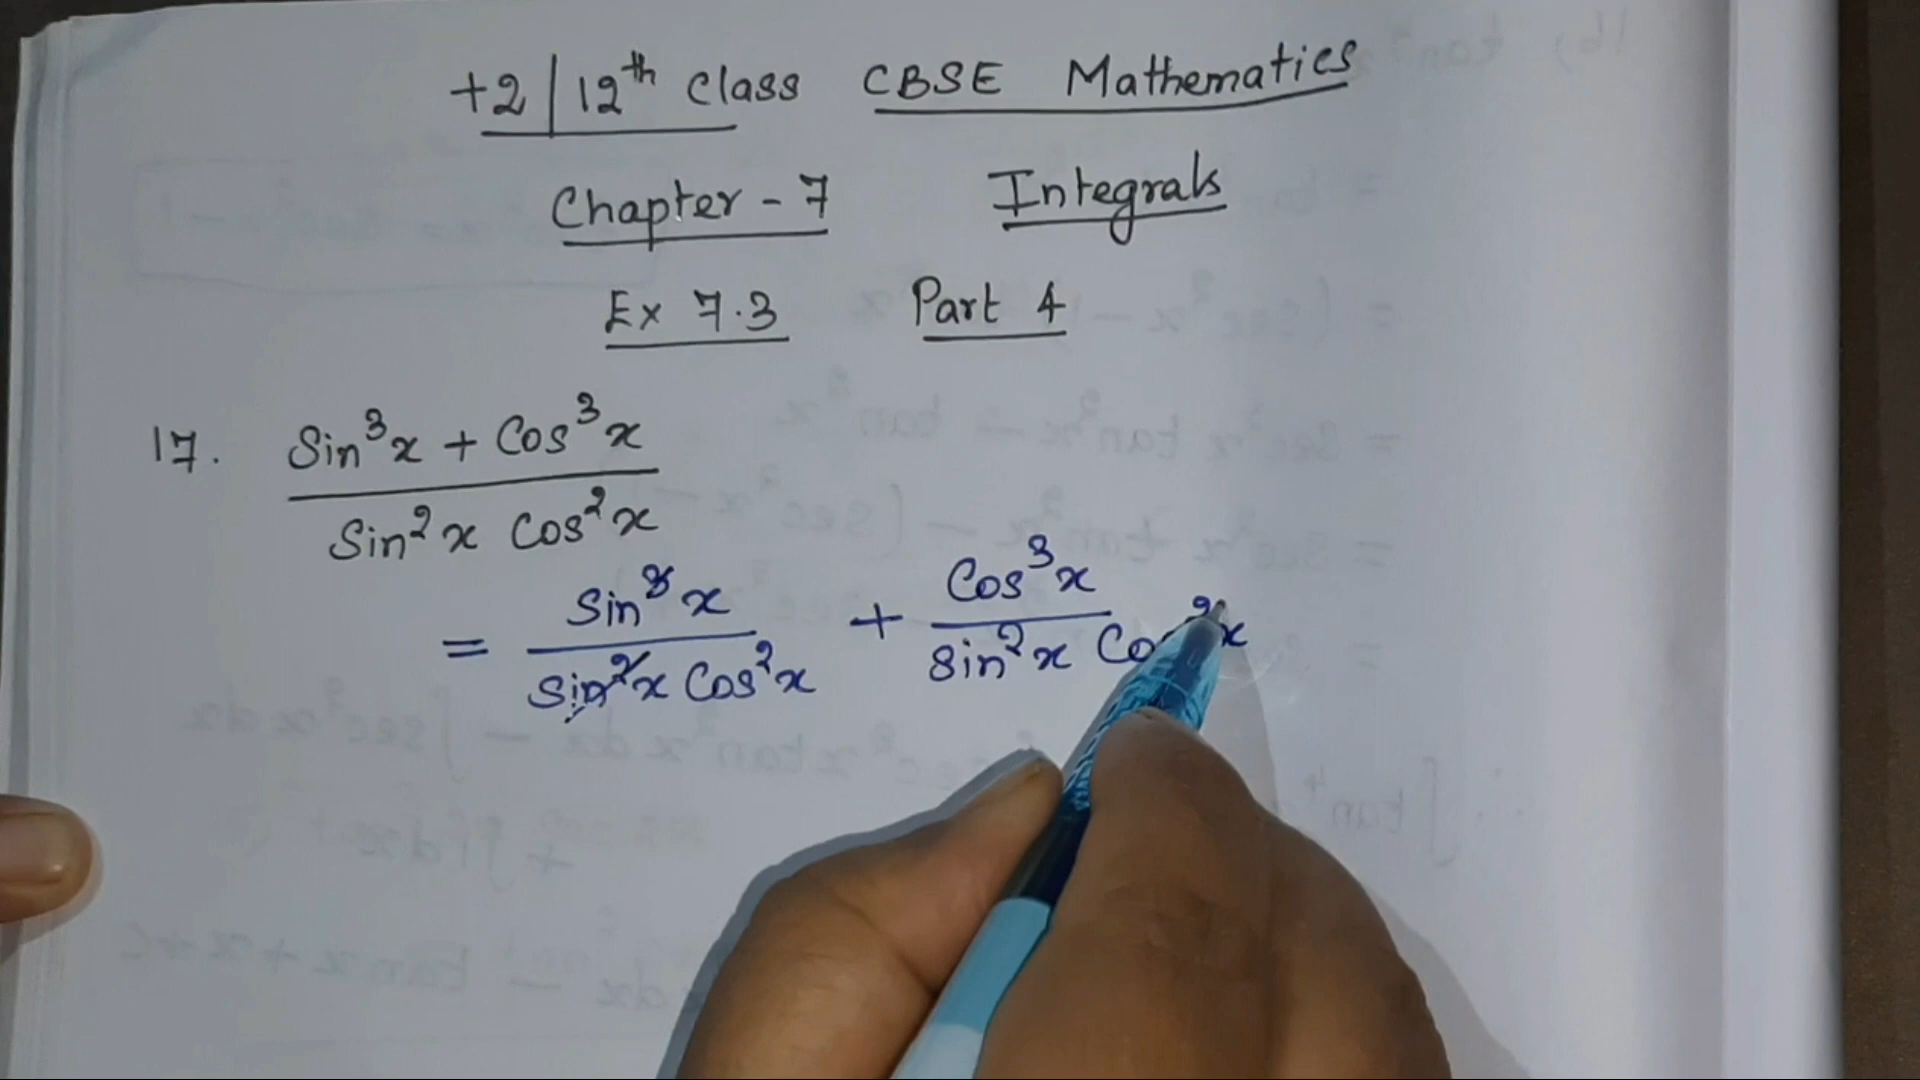 +2 | 12th Class CBSE Mathematics
Chapter - 7 Integrals
Ex 7.3 Part 4
17. Sin³x + Cos³x
Sin²x Cos²x
= Sin³x + Cos³x
Sin²x Cos²x Sin²x x